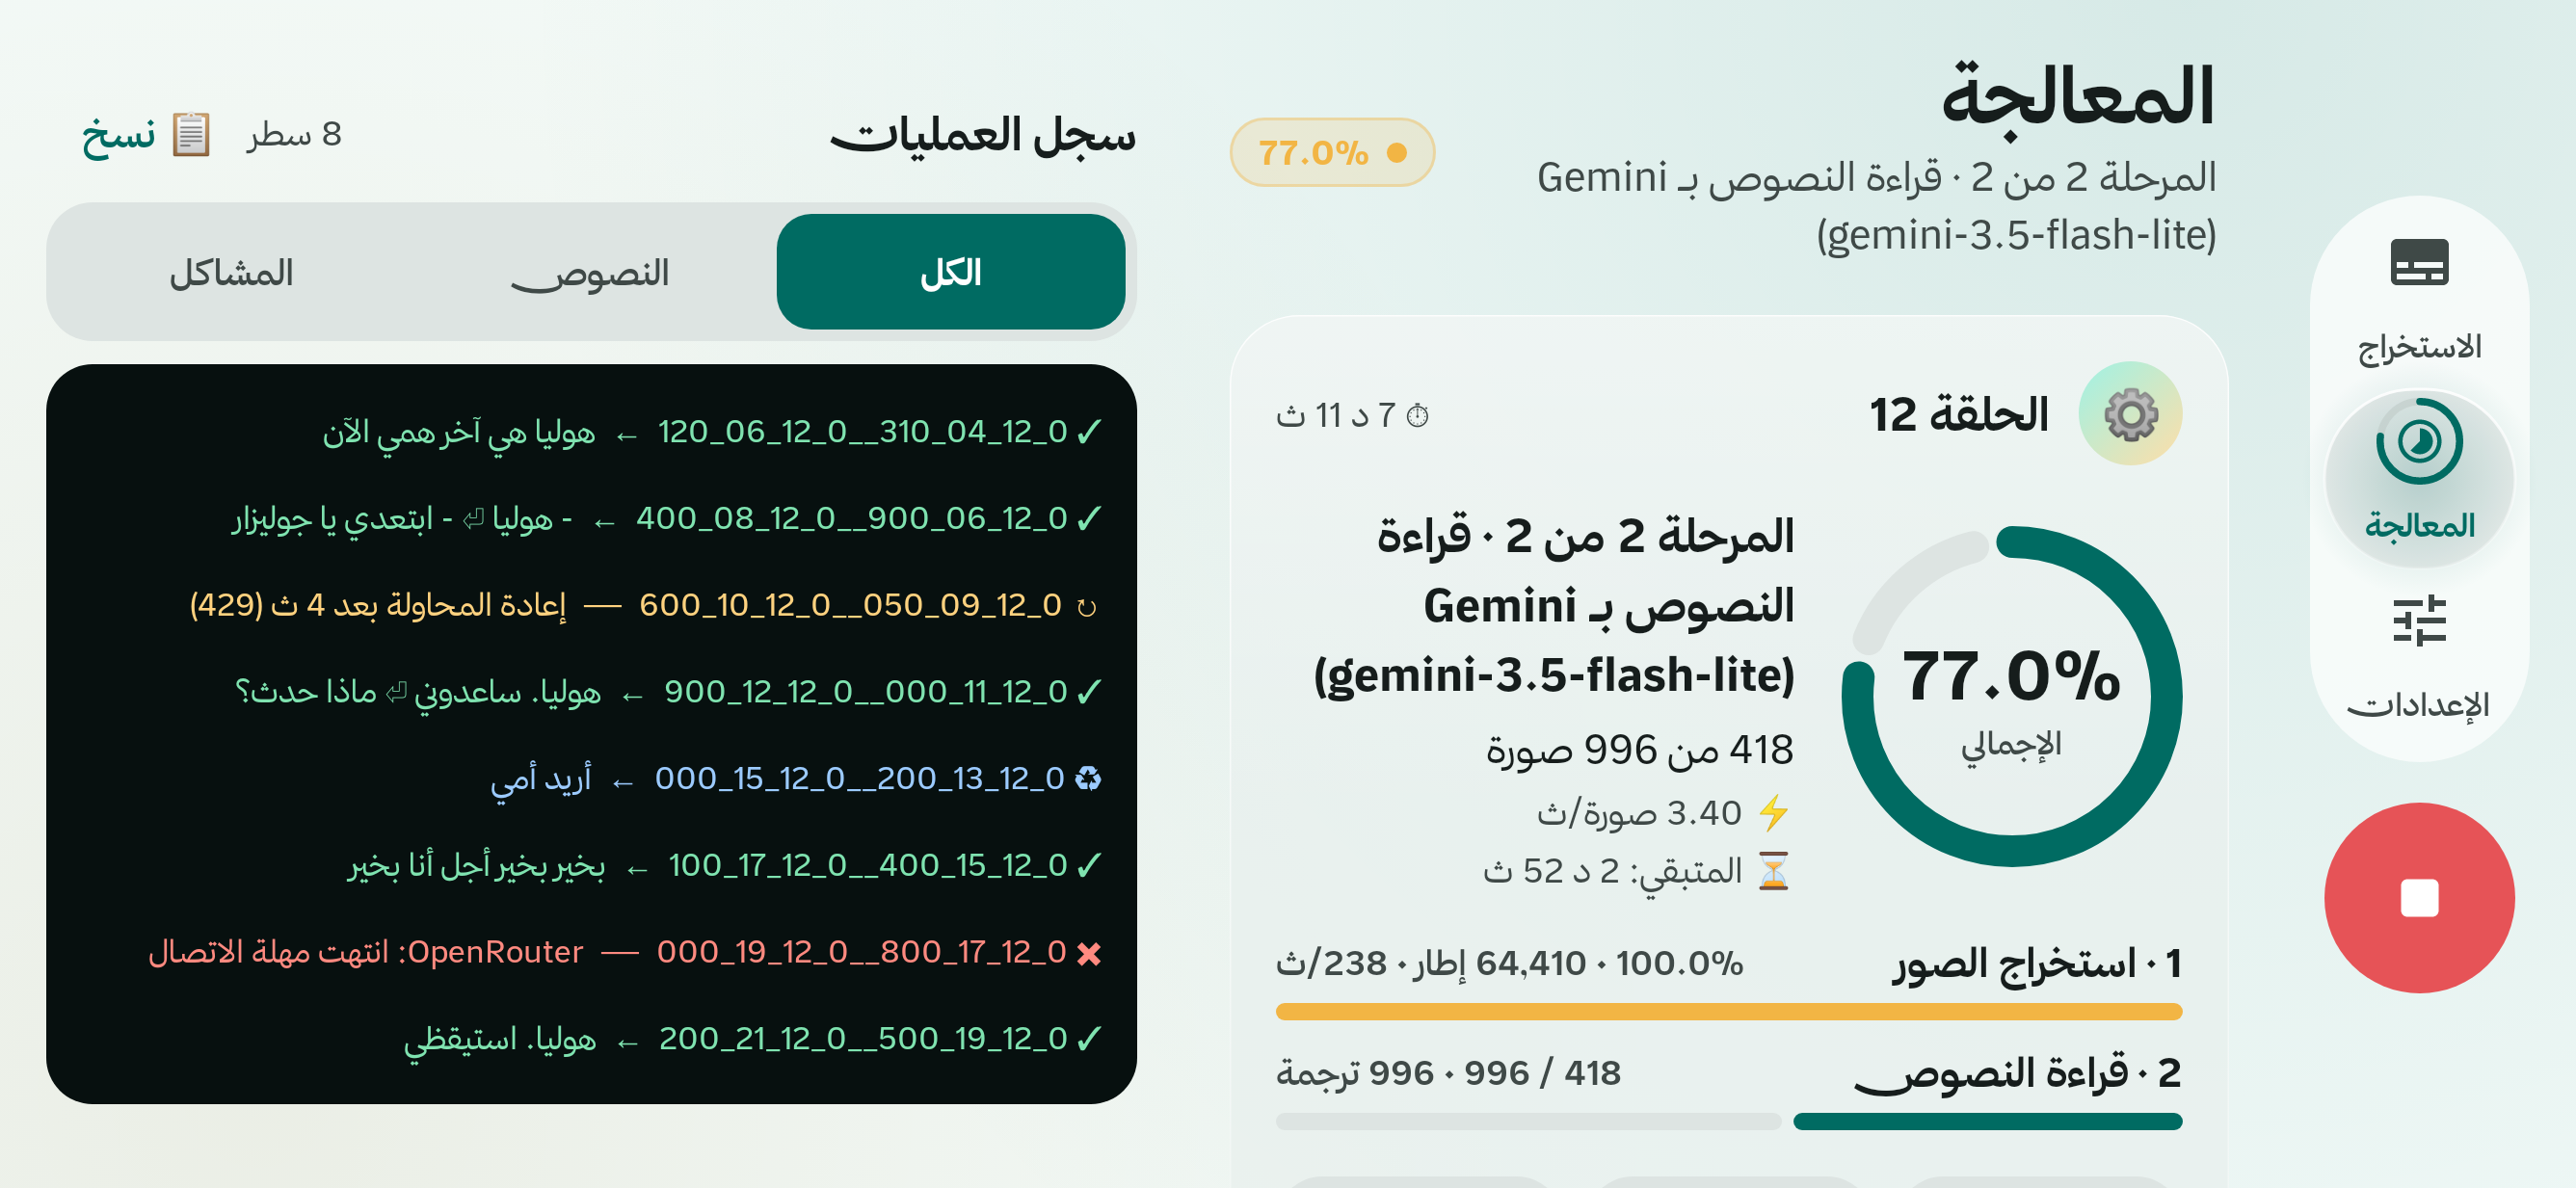 الاستخراج
المعالجة
الإعدادات
المعالجة
المرحلة 2 من 2 · قراءة النصوص بـ Gemini
(gemini-3.5-flash-lite)
77.0%
الحلقة 12
⏱ 7 د 11 ث
77.0%
الإجمالي
المرحلة 2 من 2 · قراءة
النصوص بـ Gemini
(gemini-3.5-flash-lite)
418 من 996 صورة
⚡ 3.40 صورة/ث
⏳ المتبقي: 2 د 52 ث
1 · استخراج الصور
100.0% · 64,410 إطار · 238/ث
2 · قراءة النصوص
418 / 996 · 996 ترجمة
سجل العمليات
8 سطر
📋 نسخ
الكل
النصوص
المشاكل
✓ 0_12_04_310__0_12_06_120 ← هوليا هي آخر همي الآن
✓ 0_12_06_900__0_12_08_400 ← - هوليا ⏎ - ابتعدي يا جوليزار
↻ 0_12_09_050__0_12_10_600 — إعادة المحاولة بعد 4 ث (429)
✓ 0_12_11_000__0_12_12_900 ← هوليا. ساعدوني ⏎ ماذا حدث؟
♻ 0_12_13_200__0_12_15_000 ← أريد أمي
✓ 0_12_15_400__0_12_17_100 ← بخير بخير أجل أنا بخير
✖ 0_12_17_800__0_12_19_000 — OpenRouter: انتهت مهلة الاتصال
✓ 0_12_19_500__0_12_21_200 ← هوليا. استيقظي